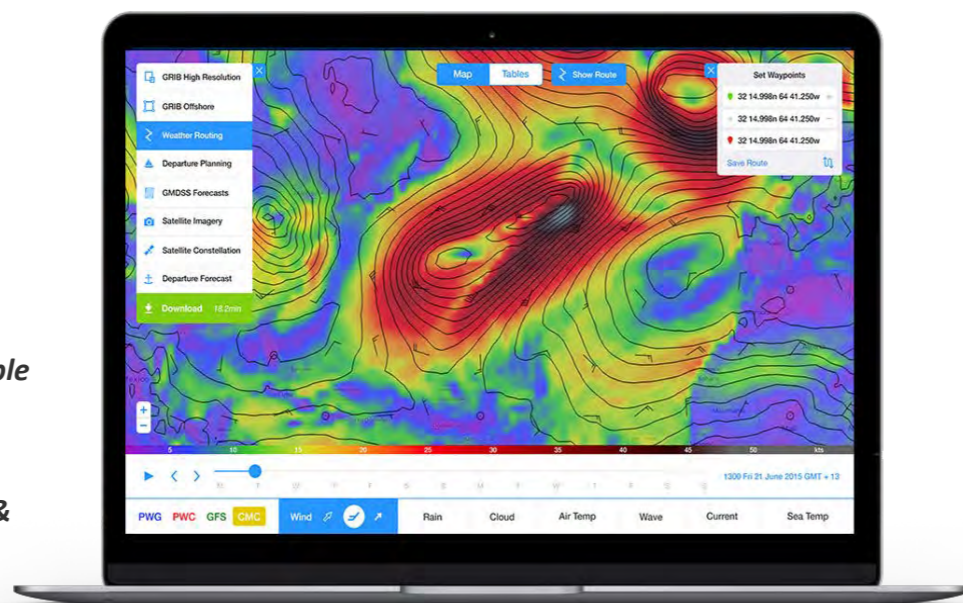 GRIB High Resolution
GRIB Offshore
Weather Routing
Departure Planning
GMDSS Forecasts
Satellite Imagery
Satellite Constellation
Departure Forecast
Download
Map Tables Show Route
Set Waypoints
32 14.998n 64 41.250w
32 14.998n 64 41.250w
32 14.998n 64 41.250w
Save Route
ple
&
+
−
5 10 15 20 25 30 35 40 45 50 kts
1300 Fri 21 June 2015 GMT + 13
PWG PWC GFS CMC Wind Rain Cloud Air Temp Wave Current Sea Temp